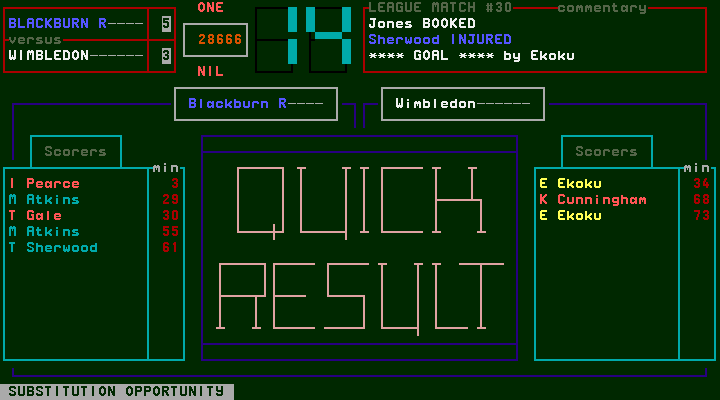 BLACKBURN R---- 5
versus
WIMBLEDON----- 3
ONE
28666
NIL
14
LEAGUE MATCH #30 commentary
Jones BOOKED
Sherwood INJURED
**** GOAL **** by Ekoku
Blackburn R----
Wimbledon------
Scorers
min
I Pearce 3
M Atkins 29
T Gale 30
M Atkins 55
T Sherwood 61
QUICK
RESULT
Scorers
min
E Ekoku 34
K Cunningham 68
E Ekoku 73
SUBSTITUTION OPPORTUNITY